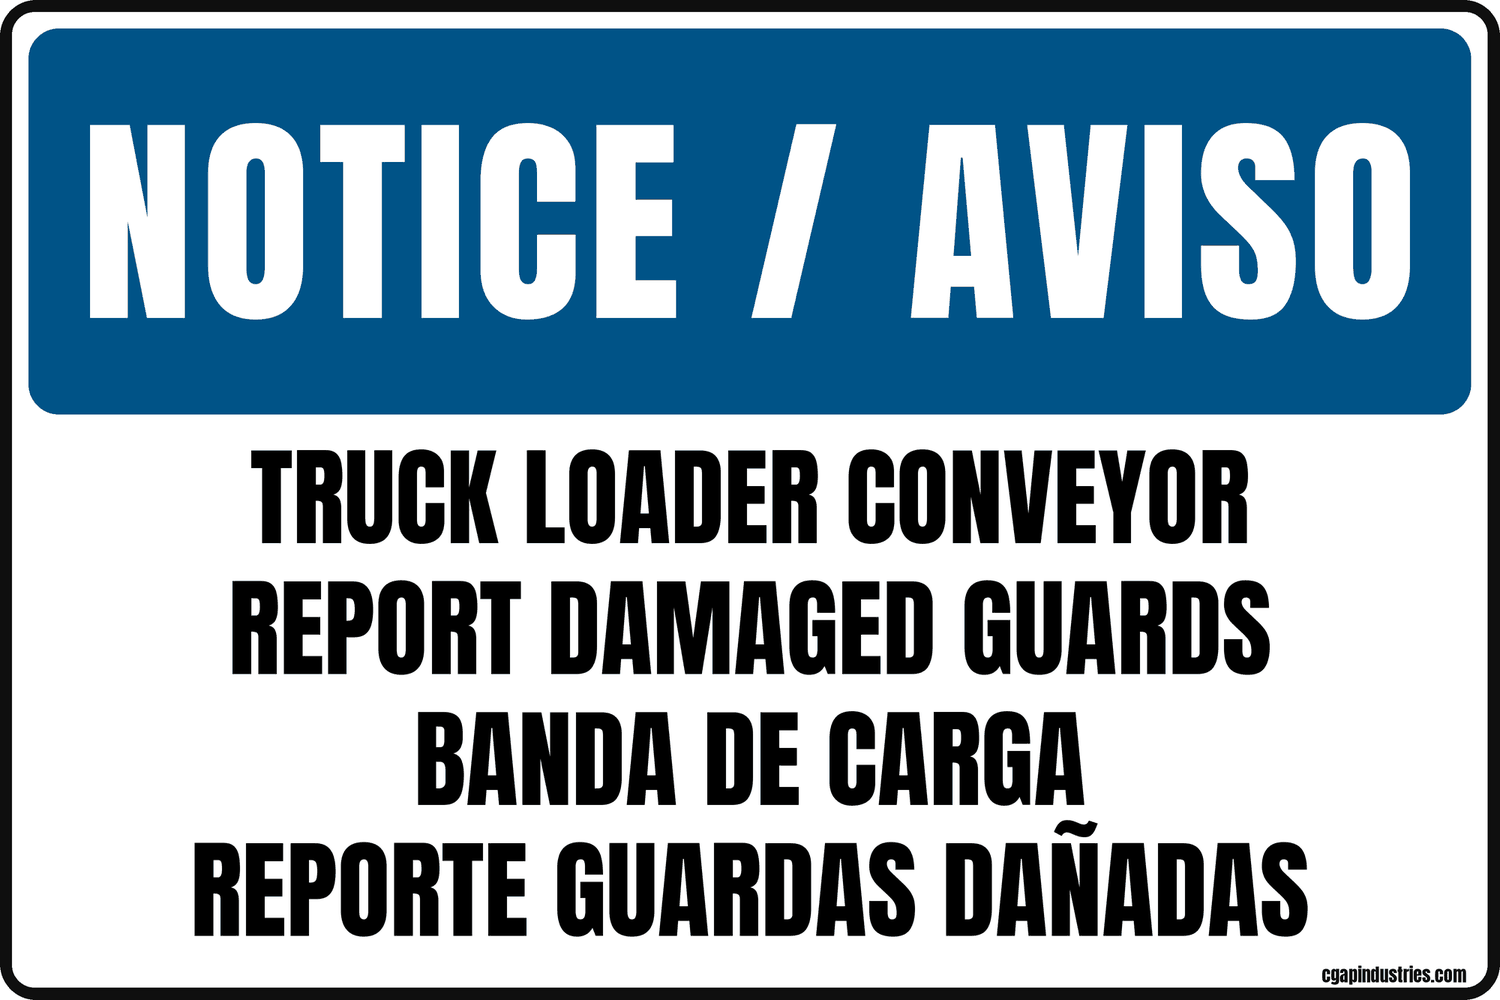 NOTICE / AVISO
TRUCK LOADER CONVEYOR
REPORT DAMAGED GUARDS
BANDA DE CARGA
REPORTE GUARDAS DAÑADAS
cgapindustries.com